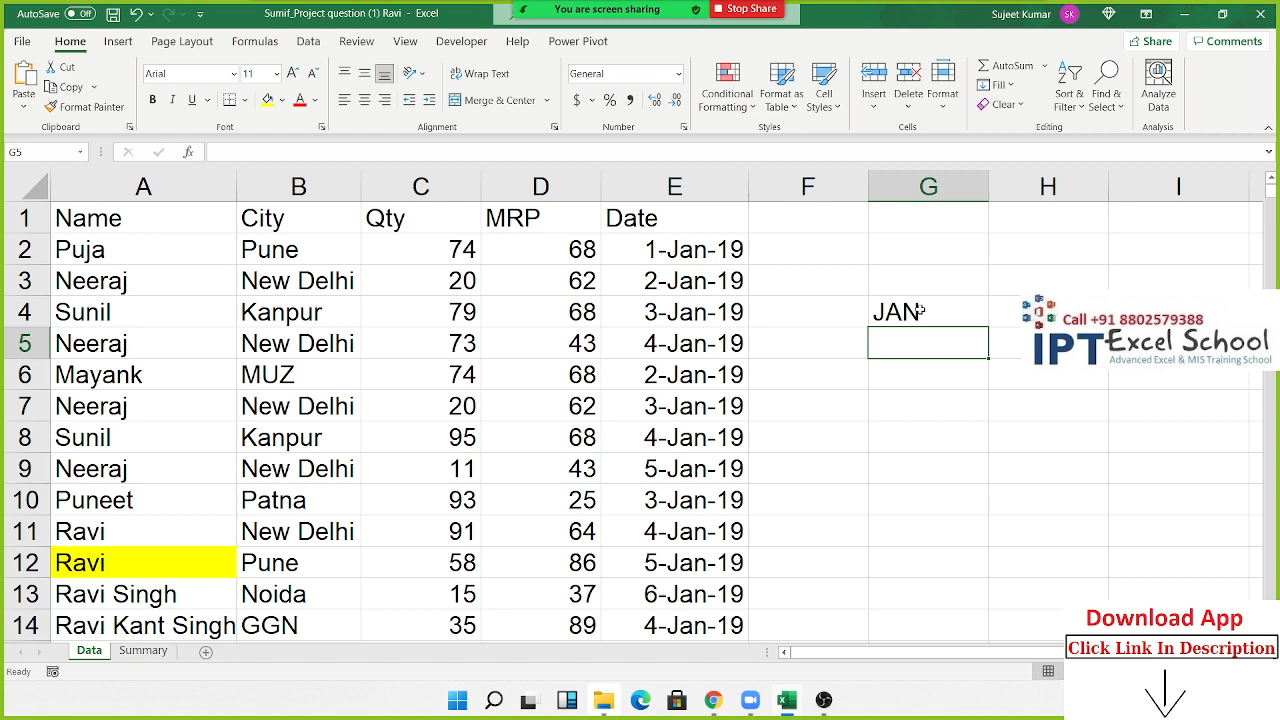 AutoSave Off Sumif_Project question (1) Ravi - Excel You are screen sharing Stop Share Sujeet Kumar SK
File Home Insert Page Layout Formulas Data Review View Developer Help Power Pivot Share Comments
Paste Cut Copy Format Painter Clipboard
Arial 11 B I U A Font
Wrap Text Merge & Center Alignment
General $ % Number
Conditional Formatting Format as Table Cell Styles Styles
Insert Delete Format Cells
AutoSum Fill Clear Sort & Filter Find & Select Editing
Analyze Data Analysis
G5 fx
A B C D E F G H I
1 Name City Qty MRP Date
2 Puja Pune 74 68 1-Jan-19
3 Neeraj New Delhi 20 62 2-Jan-19
4 Sunil Kanpur 79 68 3-Jan-19 JAN
5 Neeraj New Delhi 73 43 4-Jan-19
6 Mayank MUZ 74 68 2-Jan-19
7 Neeraj New Delhi 20 62 3-Jan-19
8 Sunil Kanpur 95 68 4-Jan-19
9 Neeraj New Delhi 11 43 5-Jan-19
10 Puneet Patna 93 25 3-Jan-19
11 Ravi New Delhi 91 64 4-Jan-19
12 Ravi Pune 58 86 5-Jan-19
13 Ravi Singh Noida 15 37 6-Jan-19
14 Ravi Kant Singh GGN 35 89 4-Jan-19
Call +91 8802579388
IPT Excel School
Advanced Excel & MIS Training School
Download App
Click Link In Description
Data Summary
Ready